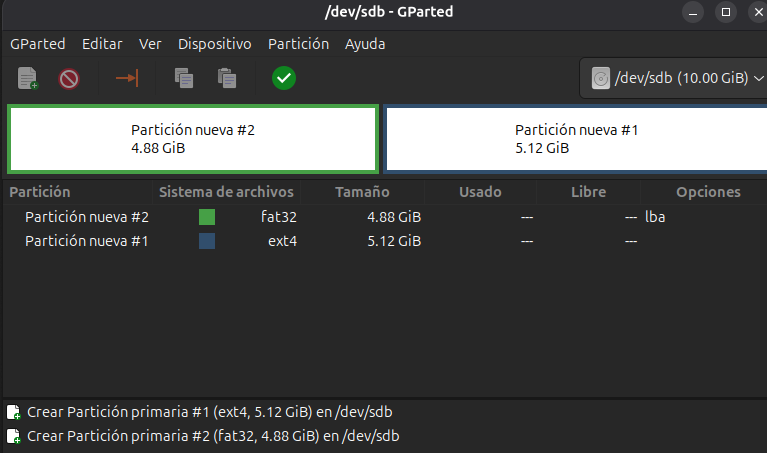 /dev/sdb - GParted
GParted Editar Ver Dispositivo Partición Ayuda
/dev/sdb (10.00 GiB)
Partición nueva #2
4.88 GiB
Partición nueva #1
5.12 GiB
Partición Sistema de archivos Tamaño Usado Libre Opciones
Partición nueva #2 fat32 4.88 GiB --- --- lba
Partición nueva #1 ext4 5.12 GiB --- ---
Crear Partición primaria #1 (ext4, 5.12 GiB) en /dev/sdb
Crear Partición primaria #2 (fat32, 4.88 GiB) en /dev/sdb